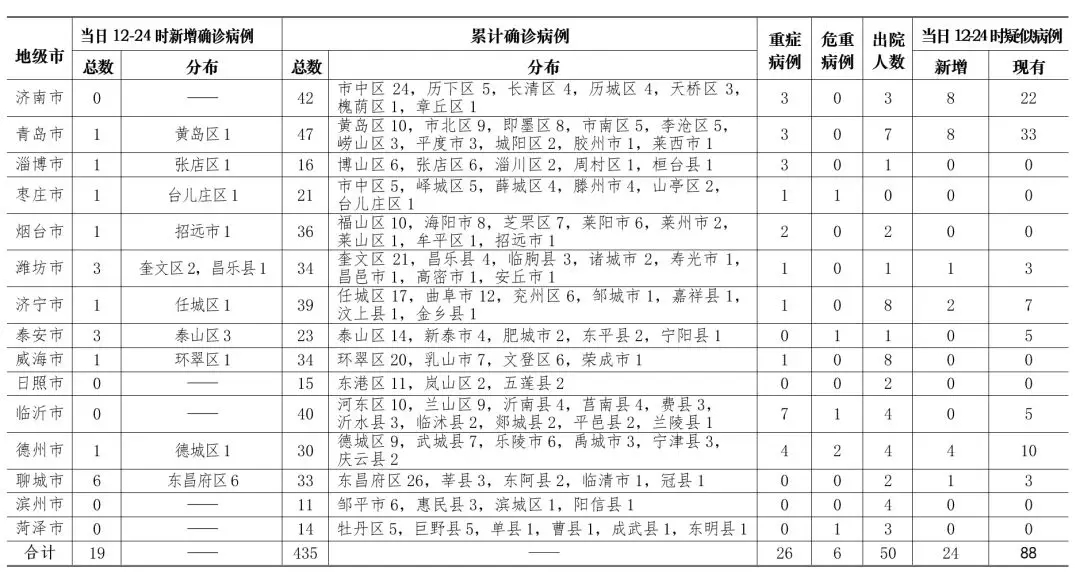 地级市 当日 12-24 时新增确诊病例 累计确诊病例 重症病例 危重病例 出院人数 当日 12-24 时疑似病例
总数 分布 总数 分布 新增 现有
济南市 0 —— 42 市中区 24，历下区 5，长清区 4，历城区 4，天桥区 3， 3 0 3 8 22
槐荫区 1，章丘区 1
青岛市 1 黄岛区 1 47 黄岛区 10，市北区 9，即墨区 8，市南区 5，李沧区 5， 3 0 7 8 33
崂山区 3，平度市 3，城阳区 2，胶州市 1，莱西市 1
淄博市 1 张店区 1 16 博山区 6，张店区 6，淄川区 2，周村区 1，桓台县 1 3 0 1 0 0
枣庄市 1 台儿庄区 1 21 市中区 5，峄城区 5，薛城区 4，滕州市 4，山亭区 2， 1 1 0 0 0
台儿庄区 1
烟台市 1 招远市 1 36 福山区 10，海阳市 8，芝罘区 7，莱阳市 6，莱州市 2， 2 0 2 0 0
莱山区 1，牟平区 1，招远市 1
潍坊市 3 奎文区 2，昌乐县 1 34 奎文区 21，昌乐县 4，临朐县 3，诸城市 2，寿光市 1， 1 0 1 1 3
昌邑市 1，高密市 1，安丘市 1
济宁市 1 任城区 1 39 任城区 17，曲阜市 12，兖州区 6，邹城市 1，嘉祥县 1， 1 0 8 2 7
汶上县 1，金乡县 1
泰安市 3 泰山区 3 23 泰山区 14，新泰市 4，肥城市 2，东平县 2，宁阳县 1 0 1 1 0 5
威海市 1 环翠区 1 34 环翠区 20，乳山市 7，文登区 6，荣成市 1 1 0 8 0 0
日照市 0 —— 15 东港区 11，岚山区 2，五莲县 2 0 0 2 0 0
临沂市 0 —— 40 河东区 10，兰山区 9，沂南县 4，莒南县 4，费县 3， 7 1 4 0 5
沂水县 3，临沭县 2，郯城县 2，平邑县 2，兰陵县 1
德州市 1 德城区 1 30 德城区 9，武城县 7，乐陵市 6，禹城市 3，宁津县 3， 4 2 4 4 10
庆云县 2
聊城市 6 东昌府区 6 33 东昌府区 26，莘县 3，东阿县 2，临清市 1，冠县 1 0 0 2 1 3
滨州市 0 —— 11 邹平市 6，惠民县 3，滨城区 1，阳信县 1 0 0 4 0 0
菏泽市 0 —— 14 牡丹区 5，巨野县 5，单县 1，曹县 1，成武县 1，东明县 1 0 1 3 0 0
合计 19 —— 435 —— 26 6 50 24 88